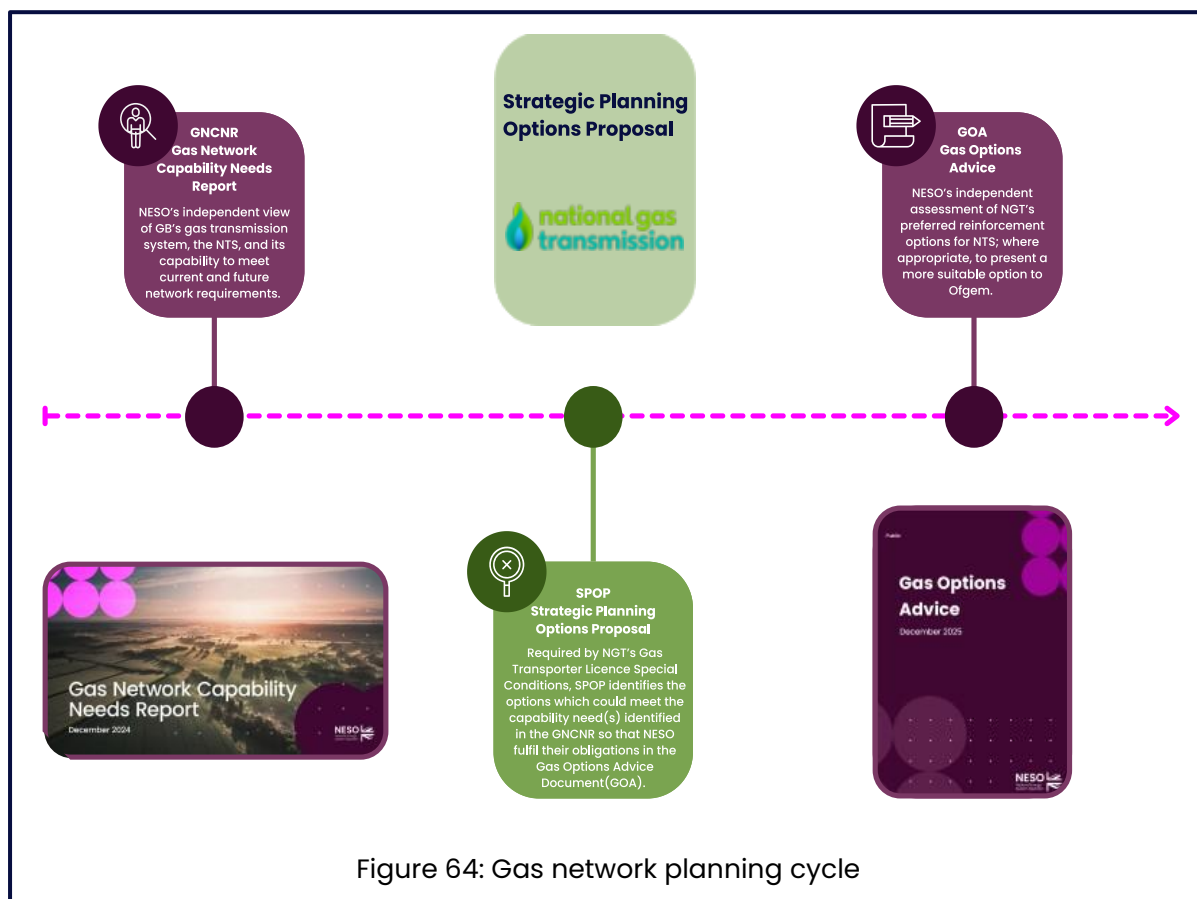 GNCNR
Gas Network
Capability Needs
Report
NESO's independent view
of GB's gas transmission
system, the NTS, and its
capability to meet
current and future
network requirements.
Strategic Planning
Options Proposal
national gas
transmission
GOA
Gas Options
Advice
NESO's independent
assessment of NGT's
preferred reinforcement
options for NTS; where
appropriate, to present a
more suitable option to
Ofgem.
Gas Network Capability
Needs Report
December 2024
NESO
SPOP
Strategic Planning
Options Proposal
Required by NGT's Gas
Transporter Licence Special
Conditions, SPOP identifies the
options which could meet the
capability need(s) identified
in the GNCNR so that NESO
fulfil their obligations in the
Gas Options Advice
Document(GOA).
Public
Gas Options
Advice
December 2025
NESO
Figure 64: Gas network planning cycle